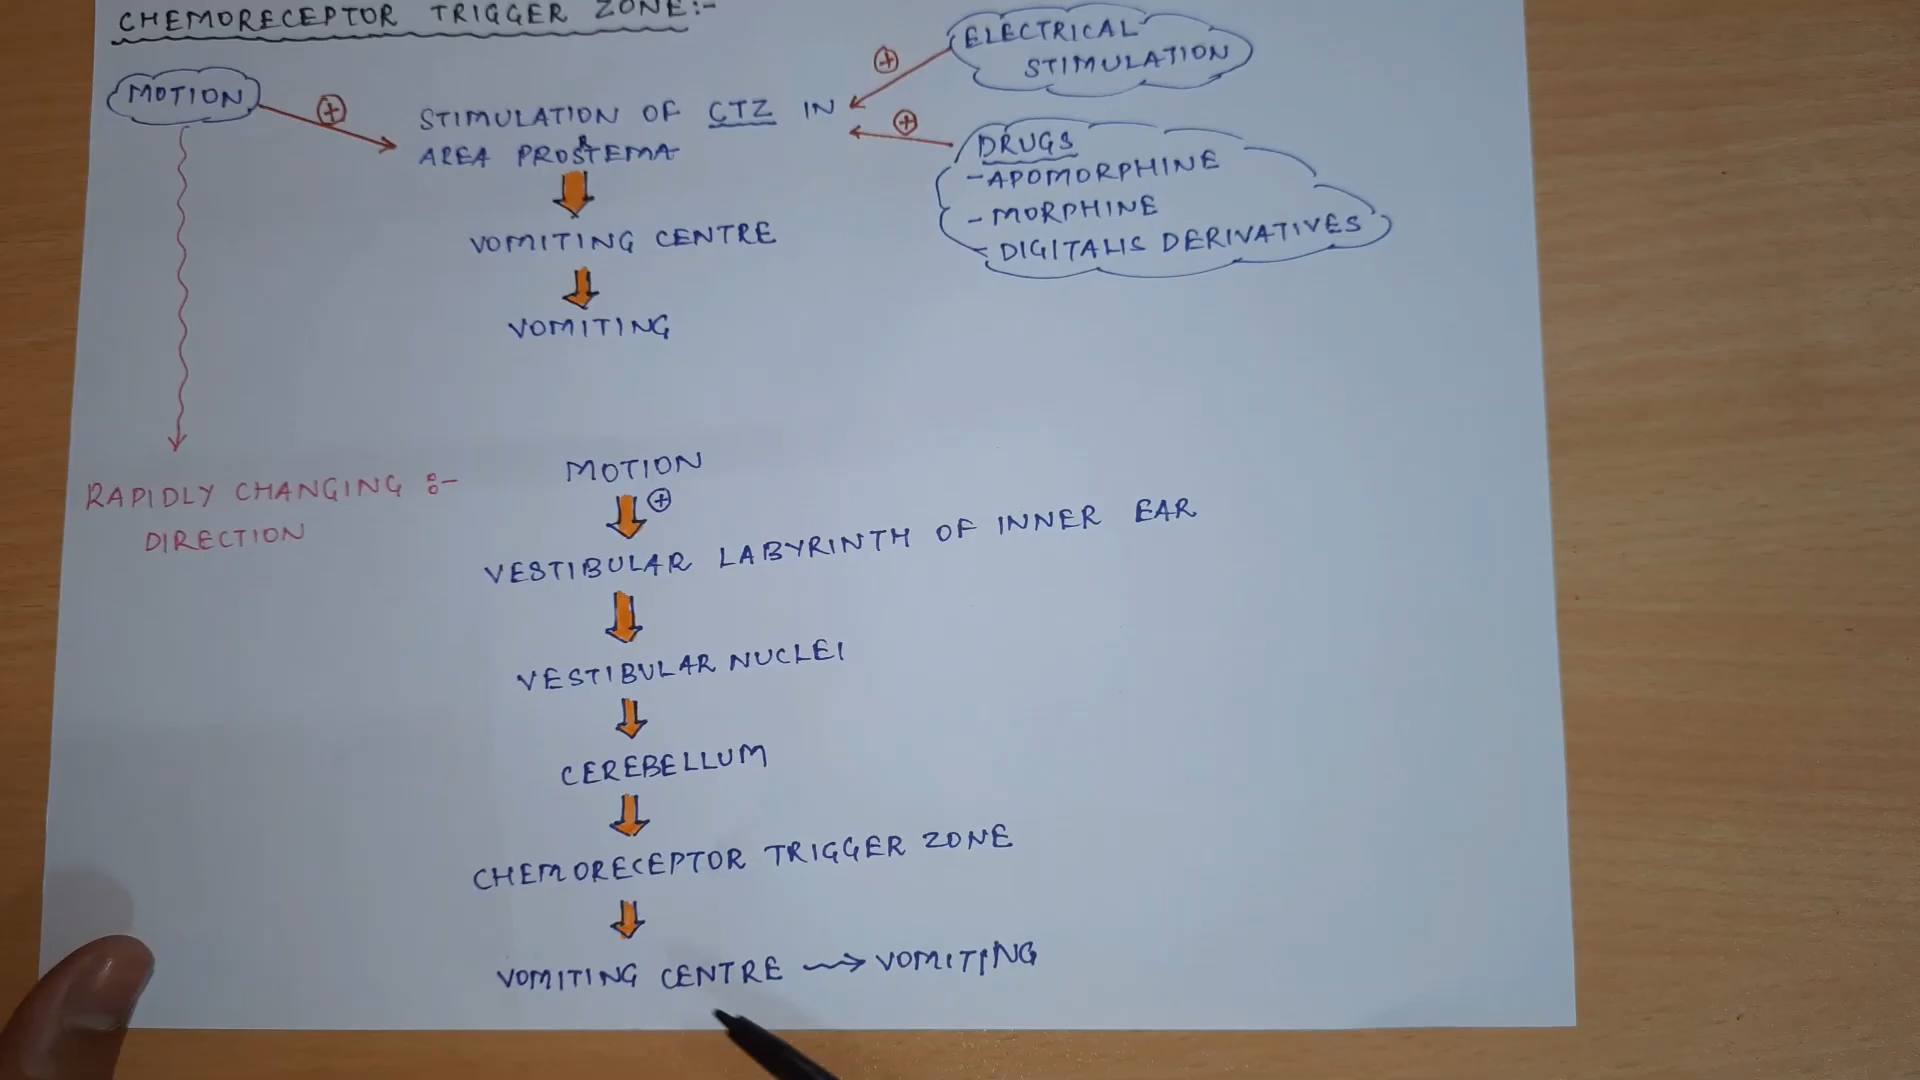 CHEMORECEPTOR TRIGGER ZONE:-
MOTION
ELECTRICAL
STIMULATION
STIMULATION OF CTZ IN
AREA PROSTREMA
DRUGS
- APOMORPHINE
- MORPHINE
- DIGITALIS DERIVATIVES
VOMITING CENTRE
VOMITING
RAPIDLY CHANGING :-
DIRECTION
MOTION
VESTIBULAR LABYRINTH OF INNER EAR
VESTIBULAR NUCLEI
CEREBELLUM
CHEMORECEPTOR TRIGGER ZONE
VOMITING CENTRE → VOMITING